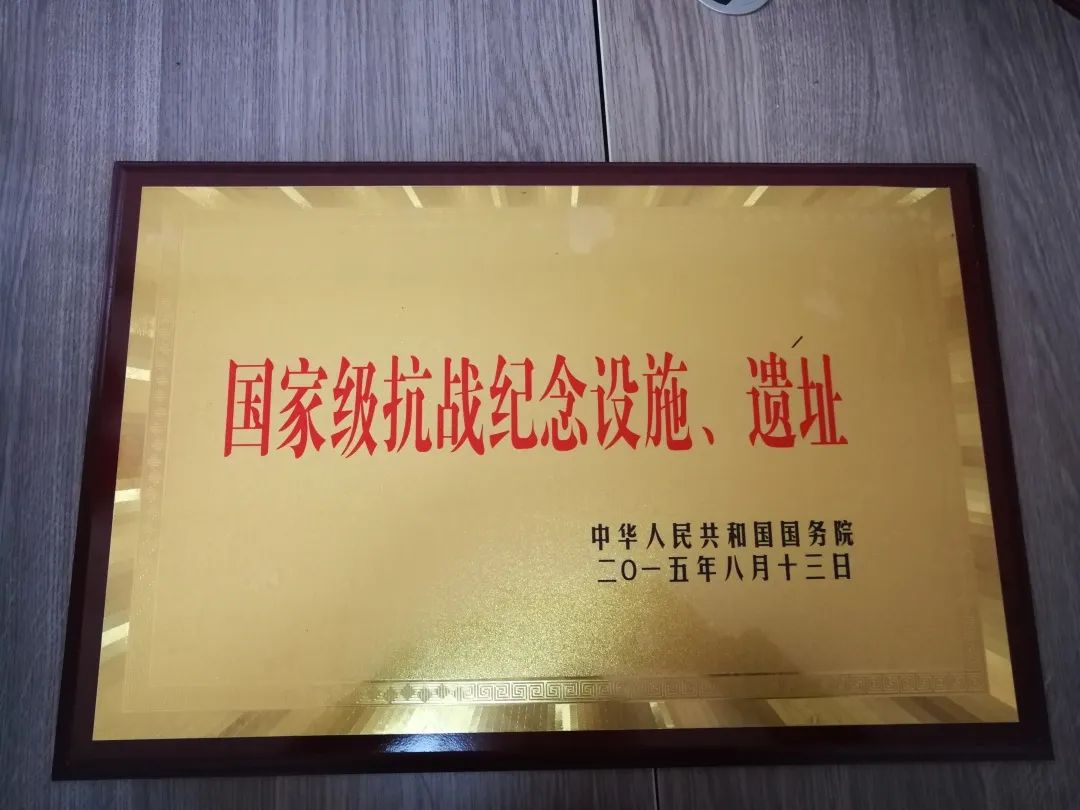 国家级抗战纪念设施、遗址
中华人民共和国国务院
二〇一五年八月十三日